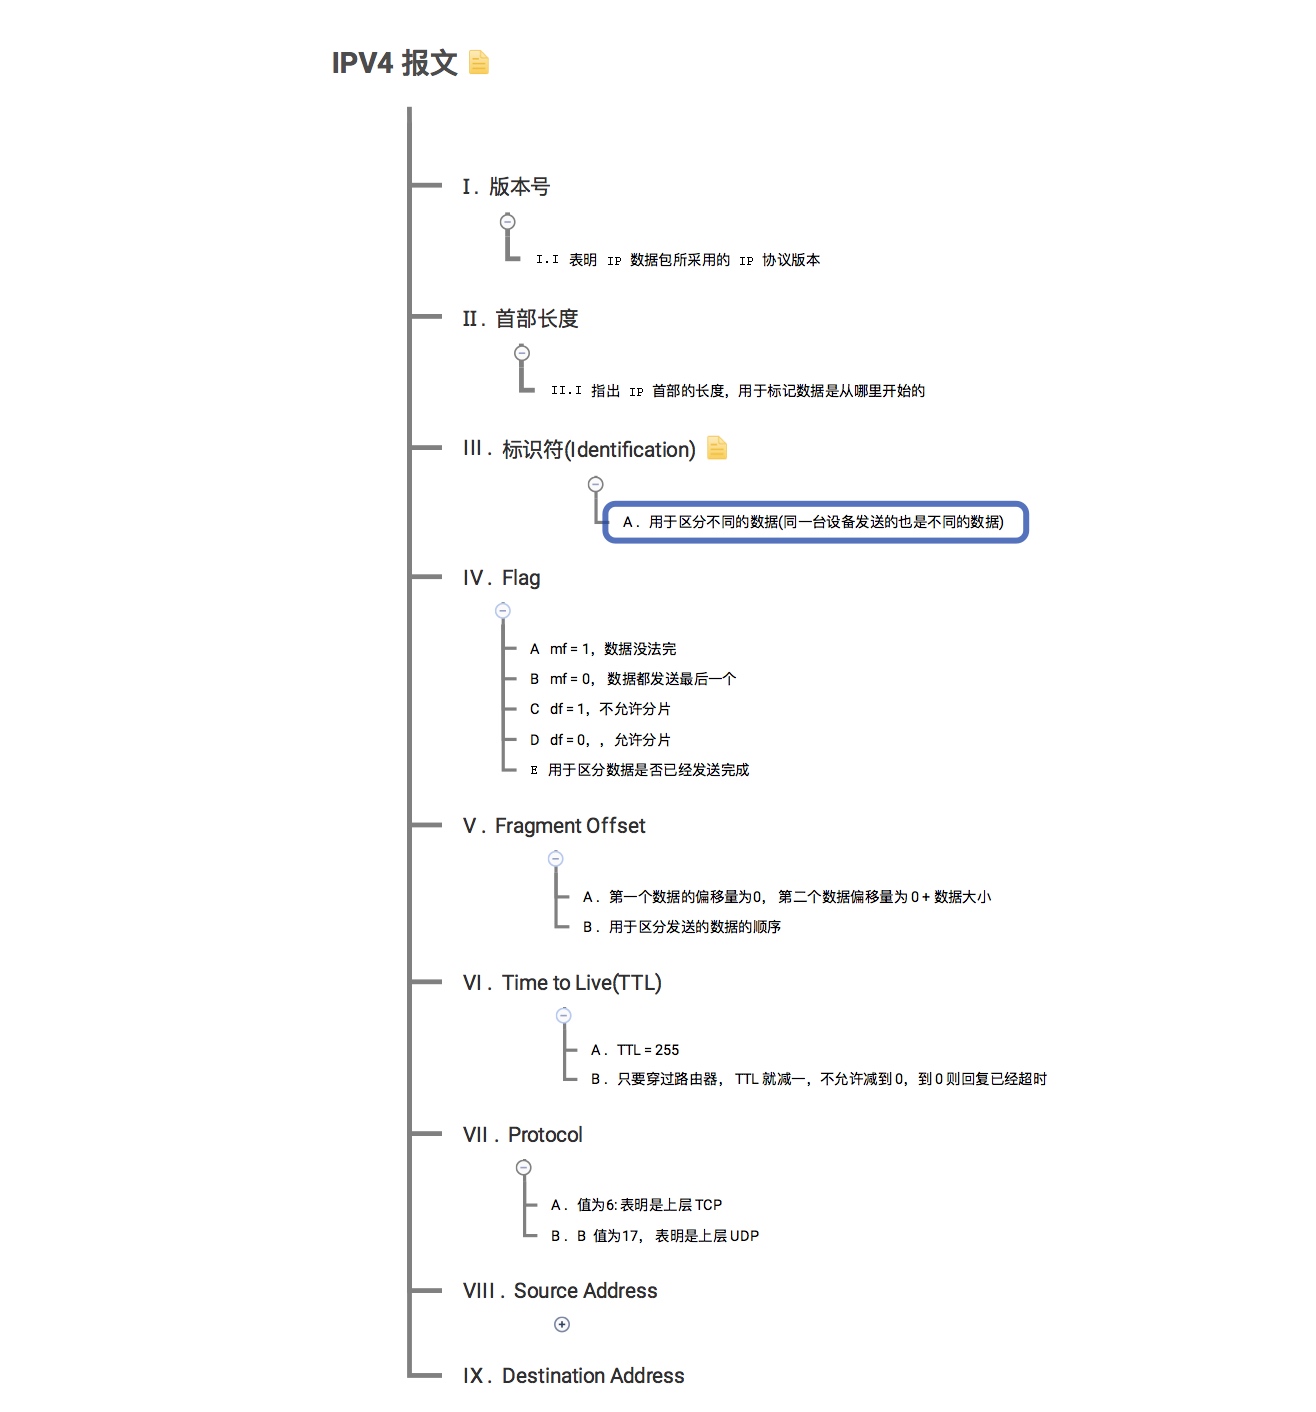 IPV4 报文
I. 版本号
I.I 表明 IP 数据包所采用的 IP 协议版本
II. 首部长度
II.I 指出 IP 首部的长度，用于标记数据是从哪里开始的
III. 标识符(Identification)
A. 用于区分不同的数据(同一台设备发送的也是不同的数据)
IV. Flag
A mf = 1，数据没法完
B mf = 0， 数据都发送最后一个
C df = 1，不允许分片
D df = 0，，允许分片
E 用于区分数据是否已经发送完成
V. Fragment Offset
A. 第一个数据的偏移量为0， 第二个数据偏移量为 0 + 数据大小
B. 用于区分发送的数据的顺序
VI. Time to Live(TTL)
A. TTL = 255
B. 只要穿过路由器， TTL 就减一，不允许减到 0，到 0 则回复已经超时
VII. Protocol
A. 值为6: 表明是上层 TCP
B. B 值为17， 表明是上层 UDP
VIII. Source Address
IX. Destination Address